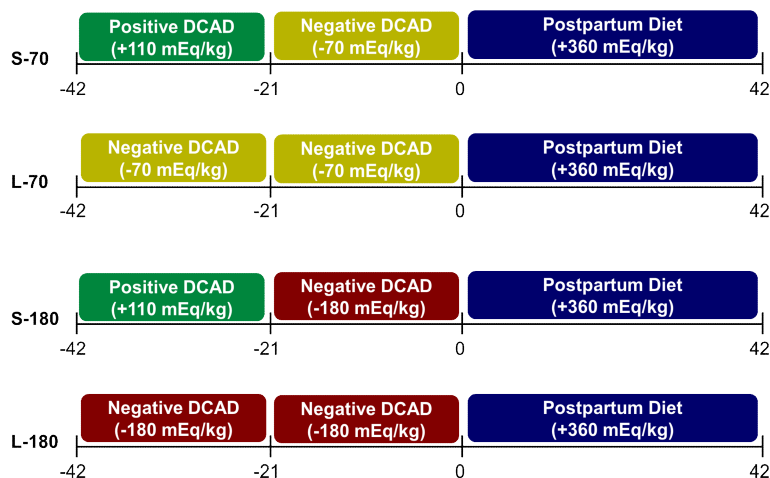 Positive DCAD
(+110 mEq/kg)
Negative DCAD
(-70 mEq/kg)
Postpartum Diet
(+360 mEq/kg)
S-70
-42
-21
0
42
Negative DCAD
(-70 mEq/kg)
Negative DCAD
(-70 mEq/kg)
Postpartum Diet
(+360 mEq/kg)
L-70
-42
-21
0
42
Positive DCAD
(+110 mEq/kg)
Negative DCAD
(-180 mEq/kg)
Postpartum Diet
(+360 mEq/kg)
S-180
-42
-21
0
42
Negative DCAD
(-180 mEq/kg)
Negative DCAD
(-180 mEq/kg)
Postpartum Diet
(+360 mEq/kg)
L-180
-42
-21
0
42